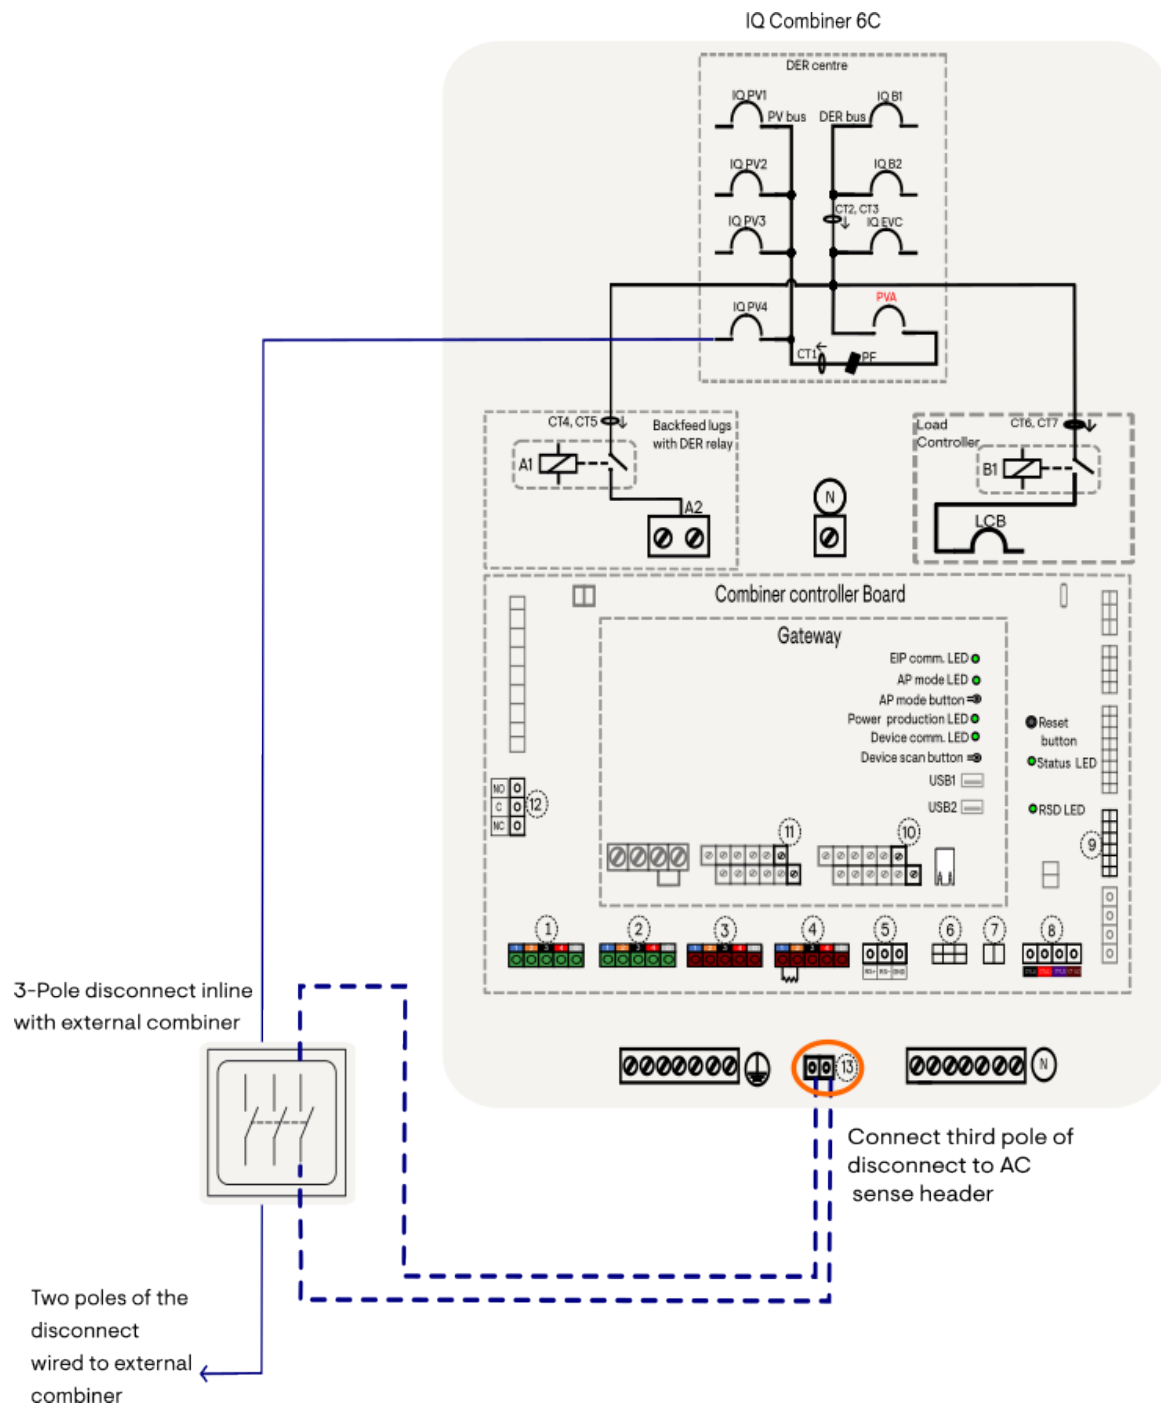 IQ Combiner 6C
DER centre
IQ PV1
PV bus
DER bus
IQ B1
IQ PV2
IQ B2
CT2, CT3
IQ PV3
IQ EVC
PVA
IQ PV4
CT1
PF
CT4, CT5
Backfeed lugs
with DER relay
A1
A2
N
Load
Controller
CT6, CT7
B1
LCB
Combiner controller Board
Gateway
EIP comm. LED
AP mode LED
AP mode button
Power production LED
Device comm. LED
Device scan button
USB1
USB2
Reset
button
Status LED
RSD LED
NO
C
NC
12
11
10
9
1
2
3
4
5
6
7
8
13
N
3-Pole disconnect inline
with external combiner
Connect third pole of
disconnect to AC
sense header
Two poles of the
disconnect
wired to external
combiner